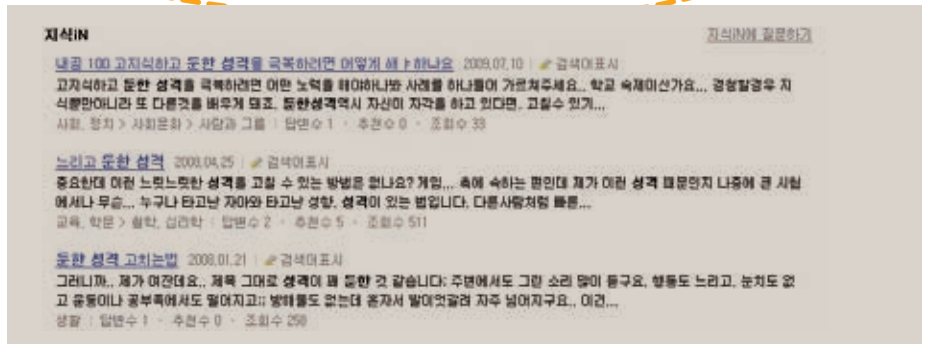 지식iN
지식iN에 질문하기
내공 100 고지식하고 둔한 성격을 극복하려면 어떻게 해 하나요 2009.07.10 | 검색어표시
고지식하고 둔한 성격을 극복하려면 어떤 노력을 해야하나 사례를 하나들어 가르쳐주세요.. 학교 숙제이신가요... 경청할경우 지
식뿐만아니라 또 다른것를 배우게 돼죠. 둔한성격역시 자신이 자각을 하고 있다면, 고칠수 있기...
사회, 정치 > 사회문화 > 사람과 그룹 | 답변수 1 · 추천수 0 · 조회수 33
느리고 둔한 성격 2008.04.25 | 검색어표시
중요한데 이런 느릿느릿한 성격를 고칠 수 있는 방법은 없나요? 게임,... 축에 속하는 편인데 제가 이런 성격 때문인지 나중에 큰 시험
에서나 무슨... 누구나 타고난 자아와 타고난 성향, 성격이 있는 법입니다. 다른사람처럼 빠른...
교육, 학문 > 철학, 심리학 | 답변수 2 · 추천수 5 · 조회수 511
둔한 성격 고치는법 2008.01.21 | 검색어표시
그러니까.. 제가 여잔데요.. 제목 그대로 성격이 꽤 둔한 것 같습니다; 주변에서도 그런 소리 많이 듣구요, 행동도 느리고, 눈치도 없
고 운동이나 공부쪽에서도 떨어지고;; 방해물도 없는데 혼자서 발이엇갈려 자주 넘어지구요.. 이건...
생활 | 답변수 1 · 추천수 0 · 조회수 250